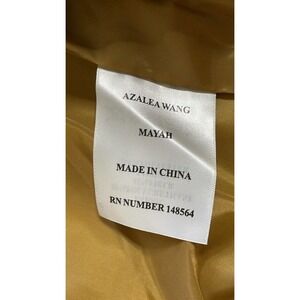 AZALEA WANG
MAYAH
MADE IN CHINA
RN NUMBER 148564